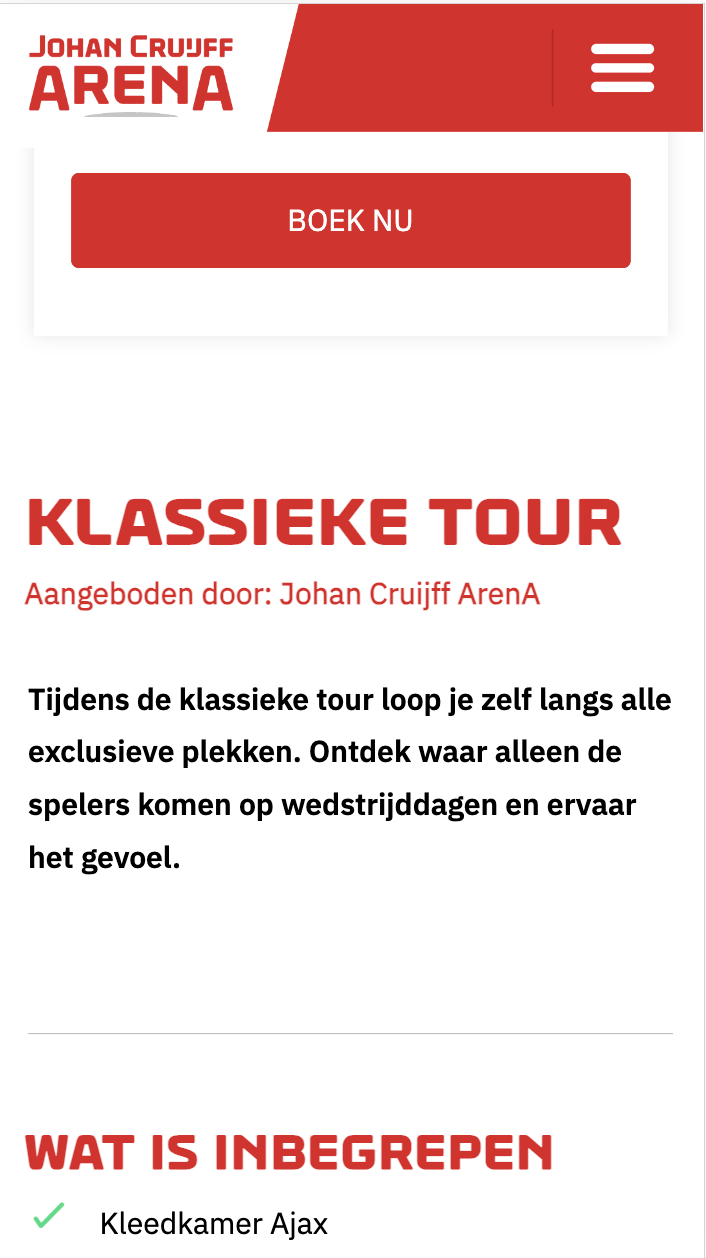 JOHAN CRUIJFF
ARENA
BOEK NU
KLASSIEKE TOUR
Aangeboden door: Johan Cruijff ArenA
Tijdens de klassieke tour loop je zelf langs alle
exclusieve plekken. Ontdek waar alleen de
spelers komen op wedstrijddagen en ervaar
het gevoel.
WAT IS INBEGREPEN
Kleedkamer Ajax